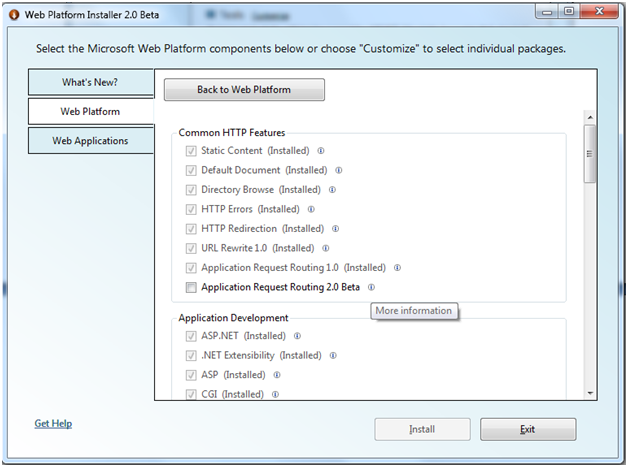 Web Platform Installer 2.0 Beta
Select the Microsoft Web Platform components below or choose "Customize" to select individual packages.
What's New?
Web Platform
Web Applications
Back to Web Platform
Common HTTP Features
Static Content (Installed)
Default Document (Installed)
Directory Browse (Installed)
HTTP Errors (Installed)
HTTP Redirection (Installed)
URL Rewrite 1.0 (Installed)
Application Request Routing 1.0 (Installed)
Application Request Routing 2.0 Beta
More information
Application Development
ASP.NET (Installed)
.NET Extensibility (Installed)
ASP (Installed)
CGI (Installed)
Get Help
Install
Exit